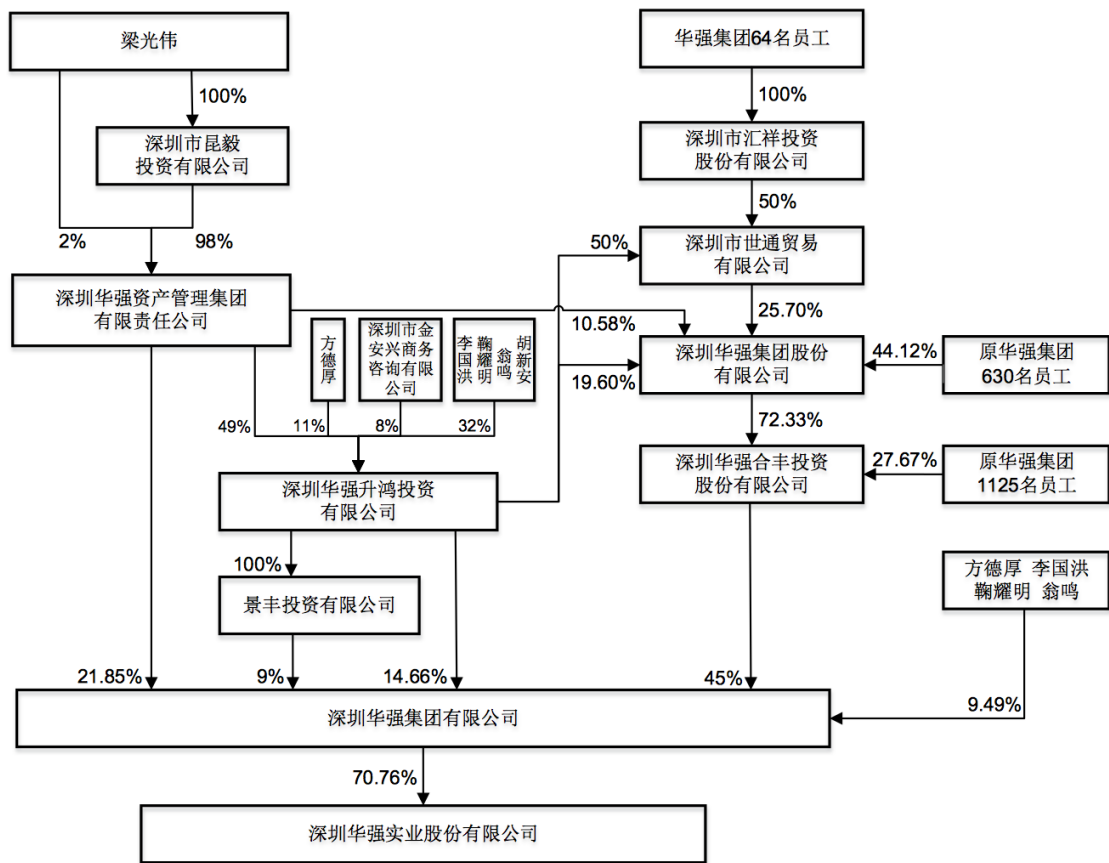 梁光伟
华强集团64名员工
100%
100%
深圳市昆毅
投资有限公司
深圳市汇祥投资
股份有限公司
50%
2%
98%
50%
深圳市世通贸易
有限公司
深圳华强资产管理集团
有限责任公司
25.70%
10.58%
方德厚
深圳市金
安兴商务
咨询有限
公司
李国洪
鞠耀明
翁鸣
胡新安
19.60%
深圳华强集团股份
有限公司
44.12%
原华强集团
630名员工
49%
11%
8%
32%
72.33%
深圳华强升鸿投资
有限公司
深圳华强合丰投资
股份有限公司
27.67%
原华强集团
1125名员工
100%
景丰投资有限公司
方德厚 李国洪
鞠耀明 翁鸣
21.85%
9%
14.66%
45%
9.49%
深圳华强集团有限公司
70.76%
深圳华强实业股份有限公司